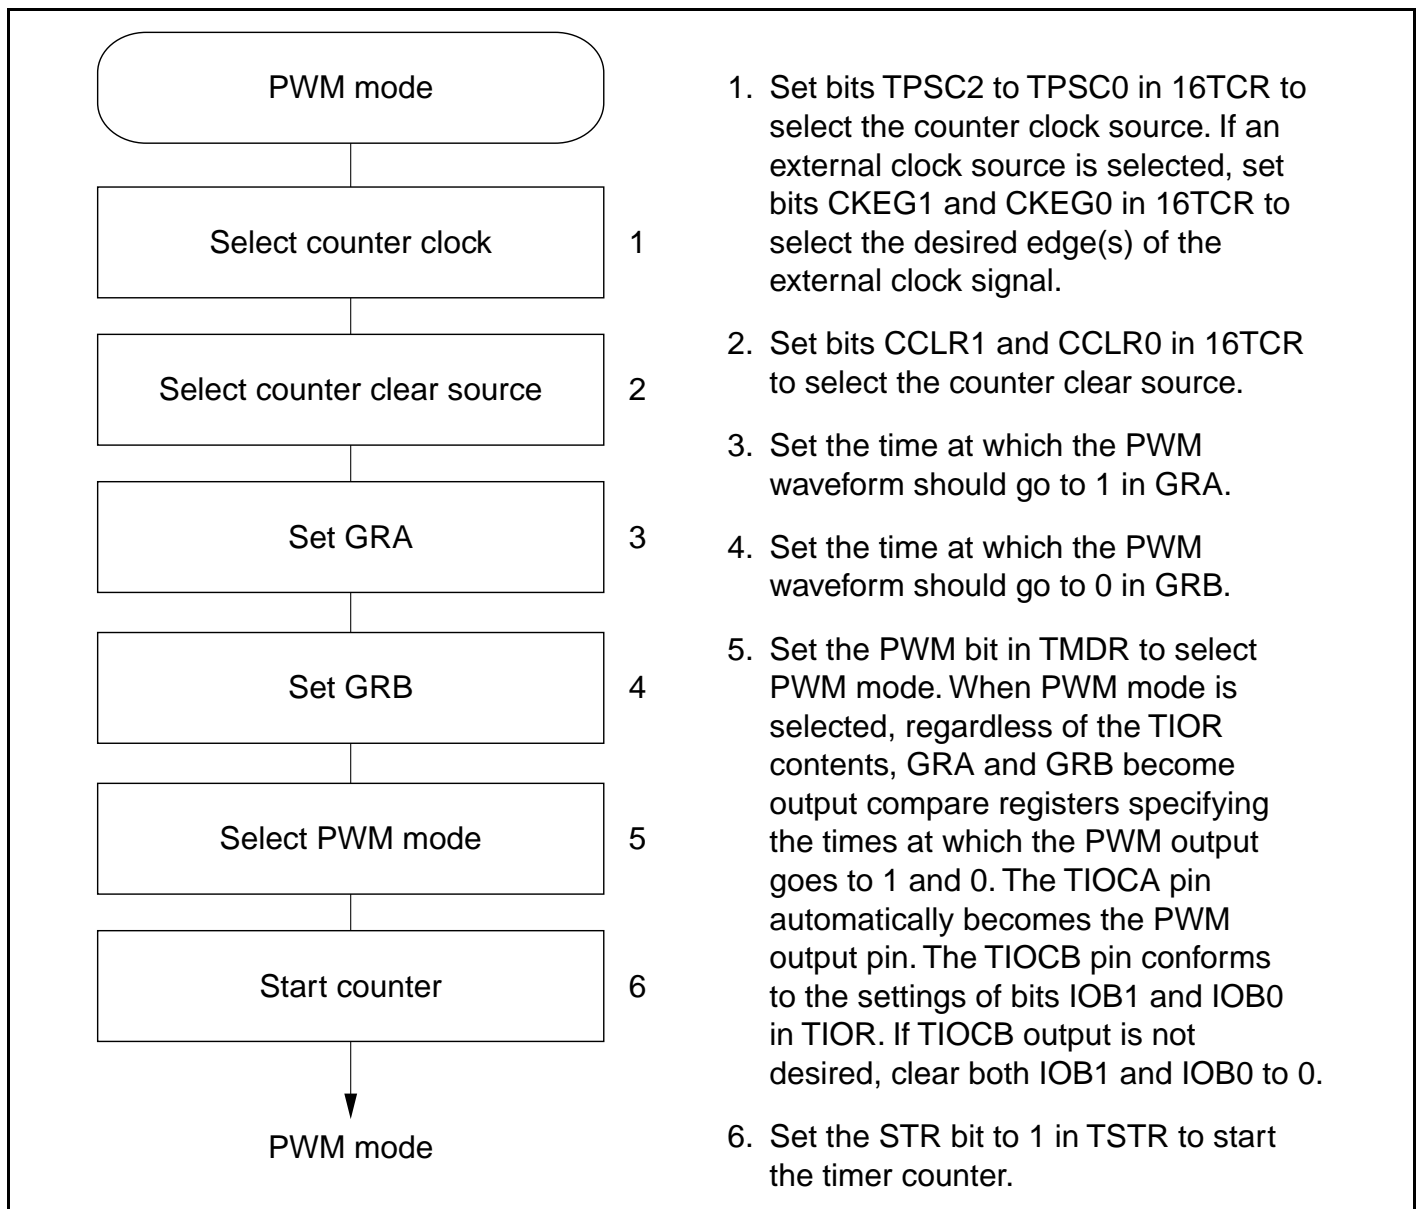 PWM mode
Select counter clock
1
Select counter clear source
2
Set GRA
3
Set GRB
4
Select PWM mode
5
Start counter
6
PWM mode
1. Set bits TPSC2 to TPSC0 in 16TCR to
select the counter clock source. If an
external clock source is selected, set
bits CKEG1 and CKEG0 in 16TCR to
select the desired edge(s) of the
external clock signal.
2. Set bits CCLR1 and CCLR0 in 16TCR
to select the counter clear source.
3. Set the time at which the PWM
waveform should go to 1 in GRA.
4. Set the time at which the PWM
waveform should go to 0 in GRB.
5. Set the PWM bit in TMDR to select
PWM mode. When PWM mode is
selected, regardless of the TIOR
contents, GRA and GRB become
output compare registers specifying
the times at which the PWM output
goes to 1 and 0. The TIOCA pin
automatically becomes the PWM
output pin. The TIOCB pin conforms
to the settings of bits IOB1 and IOB0
in TIOR. If TIOCB output is not
desired, clear both IOB1 and IOB0 to 0.
6. Set the STR bit to 1 in TSTR to start
the timer counter.